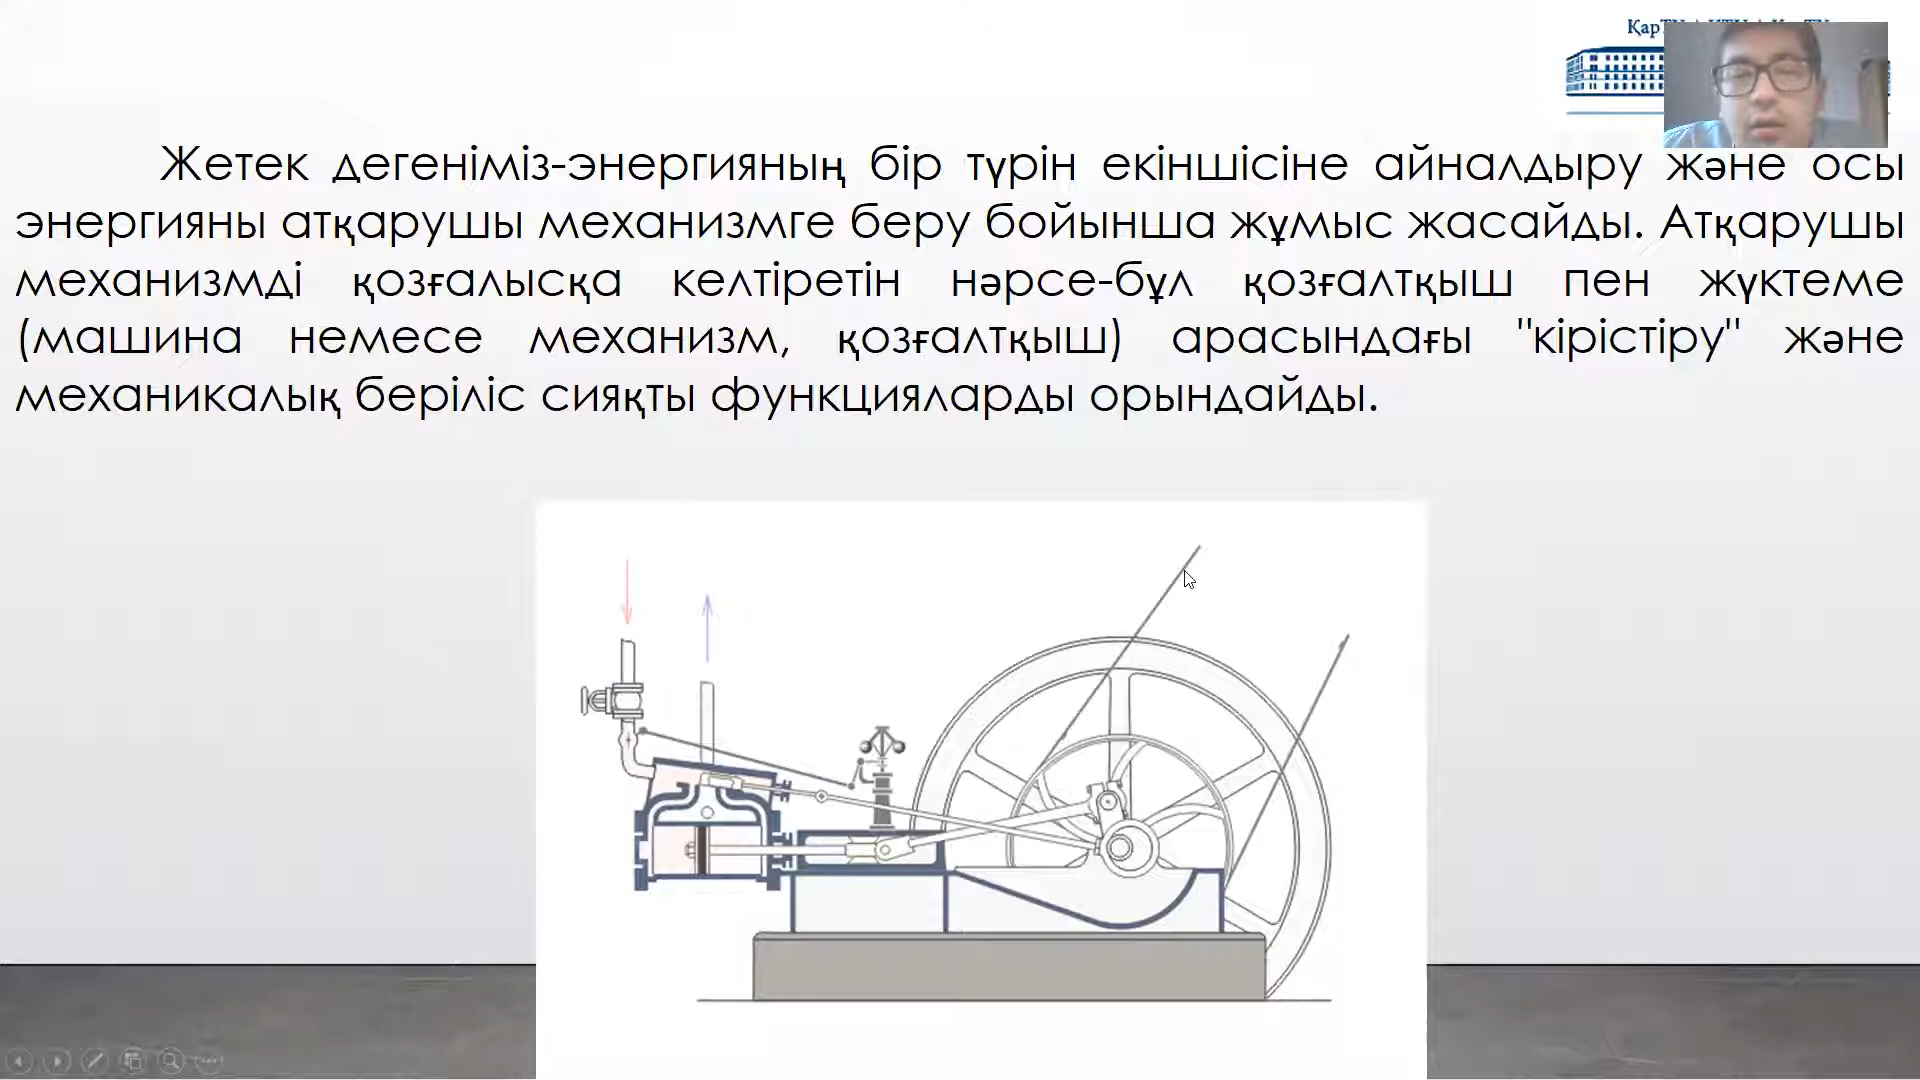 Жетек дегеніміз-энергияның бір түрін екіншісіне айналдыру және осы
энергияны атқарушы механизмге беру бойынша жұмыс жасайды. Атқарушы
механизмді қозғалысқа келтіретін нәрсе-бұл қозғалтқыш пен жүктеме
(машина немесе механизм, қозғалтқыш) арасындағы "кірістіру" және
механикалық беріліс сияқты функцияларды орындайды.